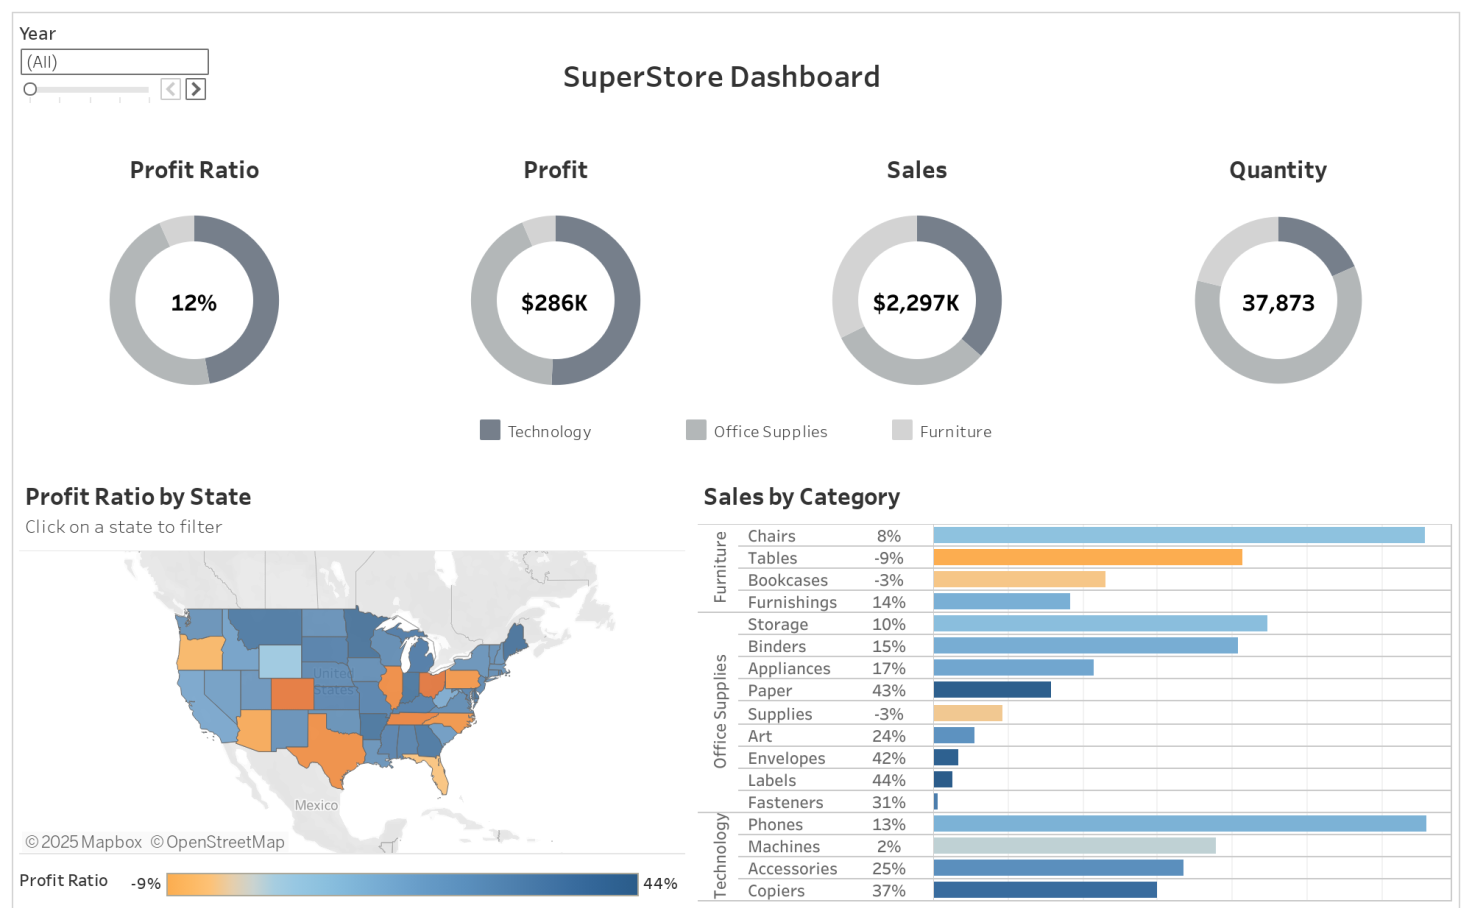 Year
(All)
SuperStore Dashboard
Profit Ratio
Profit
Sales
Quantity
12%
$286K
$2,297K
37,873
Technology
Office Supplies
Furniture
Profit Ratio by State
Click on a state to filter
United
States
Mexico
© 2025 Mapbox © OpenStreetMap
Profit Ratio
-9%
44%
Sales by Category
Furniture
Chairs 8%
Tables -9%
Bookcases -3%
Furnishings 14%
Office Supplies
Storage 10%
Binders 15%
Appliances 17%
Paper 43%
Supplies -3%
Art 24%
Envelopes 42%
Labels 44%
Fasteners 31%
Technology
Phones 13%
Machines 2%
Accessories 25%
Copiers 37%